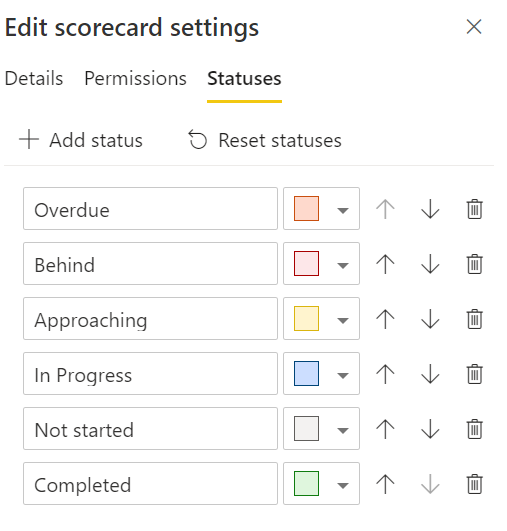 Edit scorecard settings
Details Permissions Statuses
Add status Reset statuses
Overdue
Behind
Approaching
In Progress
Not started
Completed